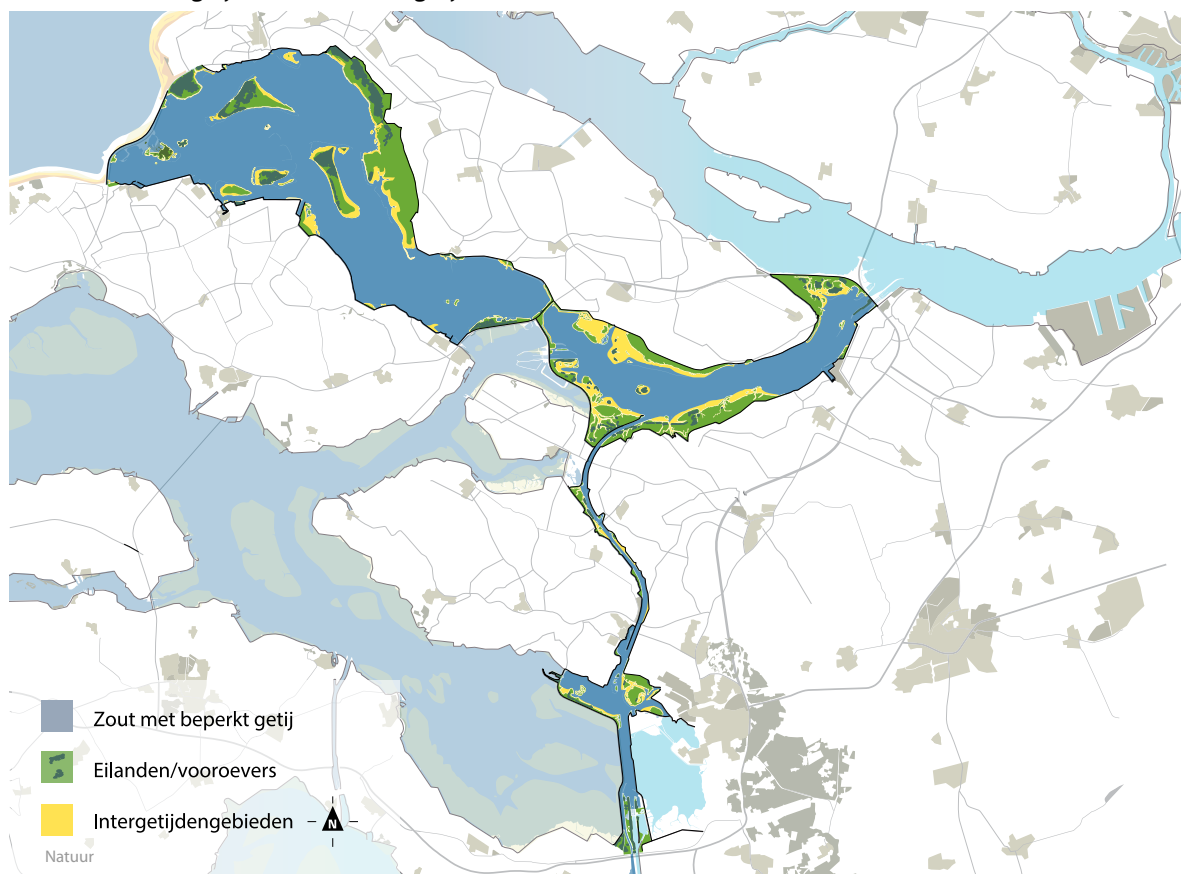 Zout met beperkt getij
Eilanden/vooroevers
Intergetijdengebieden
N
Natuur